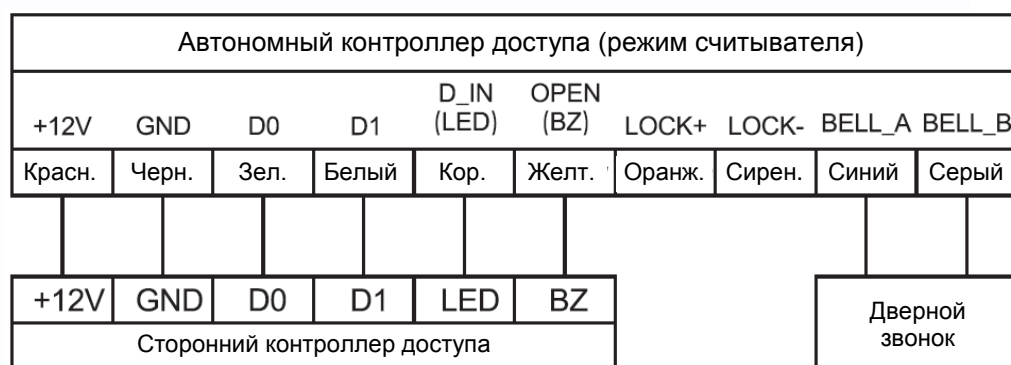 Автономный контроллер доступа (режим считывателя)
+12V GND D0 D1 D_IN (LED) OPEN (BZ) LOCK+ LOCK- BELL_A BELL_B
Красн. Черн. Зел. Белый Кор. Желт. Оранж. Сирен. Синий Серый
+12V GND D0 D1 LED BZ
Сторонний контроллер доступа
Дверной
звонок